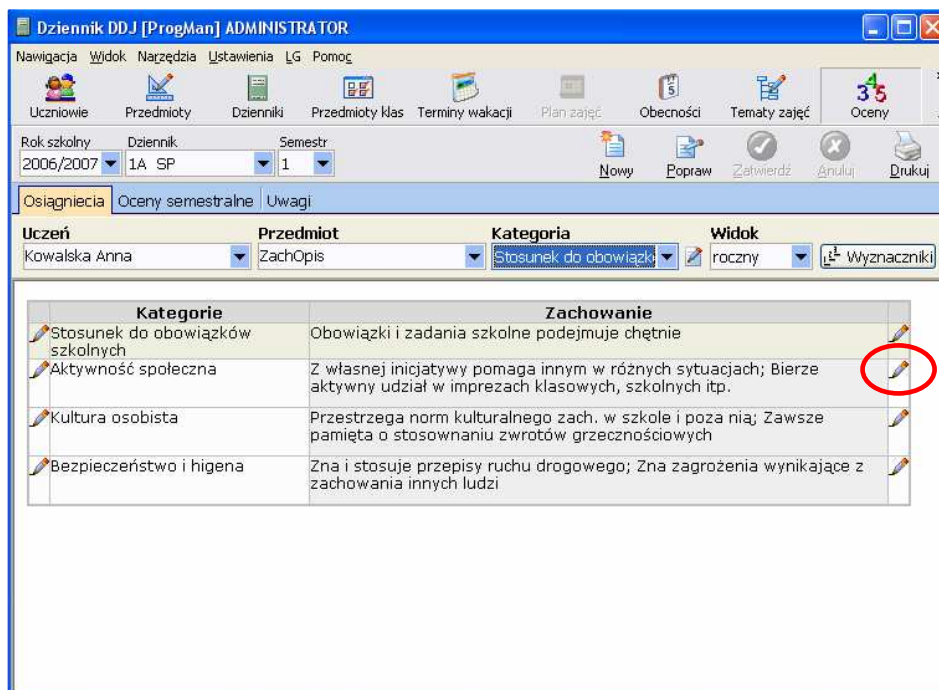 Dziennik DDJ [ProgMan] ADMINISTRATOR
Nawigacja Widok Narzędzia Ustawienia LG Pomoc
Uczniowie Przedmioty Dzienniki Przedmioty klas Terminy wakacji Plan zajęć Obecności Tematy zajęć Oceny
Rok szkolny Dziennik Semestr
2006/2007 1A SP 1
Nowy Popraw Zatwierdź Anuluj Drukuj
Osiągniecia Oceny semestralne Uwagi
Uczeń Przedmiot Kategoria Widok
Kowalska Anna ZachOpis Stosunek do obowiązk roczny Wyznaczniki
Kategorie Zachowanie
Stosunek do obowiązków Obowiązki i zadania szkolne podejmuje chętnie
szkolnych
Aktywność społeczna Z własnej inicjatywy pomaga innym w różnych sytuacjach; Bierze
aktywny udział w imprezach klasowych, szkolnych itp.
Kultura osobista Przestrzega norm kulturalnego zach. w szkole i poza nią; Zawsze
pamięta o stosownaniu zwrotów grzecznościowych
Bezpieczeństwo i higena Zna i stosuje przepisy ruchu drogowego; Zna zagrożenia wynikające z
zachowania innych ludzi